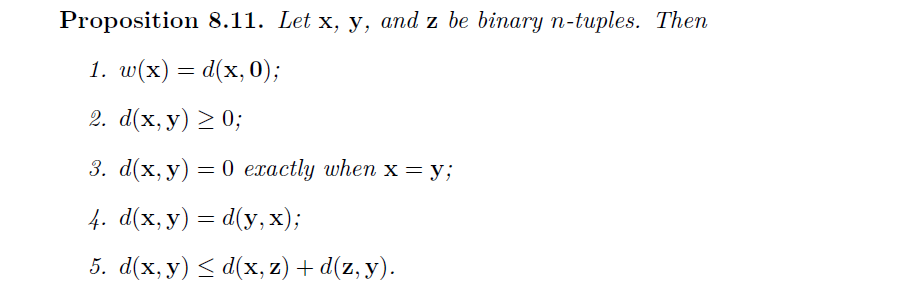 Proposition 8.11. Let x, y, and z be binary n-tuples. Then
1. w(x) = d(x, 0);
2. d(x, y) ≥ 0;
3. d(x, y) = 0 exactly when x = y;
4. d(x, y) = d(y, x);
5. d(x, y) ≤ d(x, z) + d(z, y).